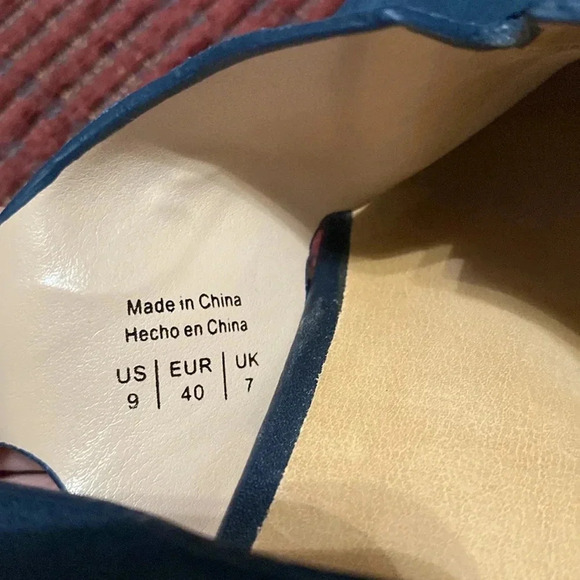 Made in China
Hecho en China
US | EUR | UK
9 | 40 | 7